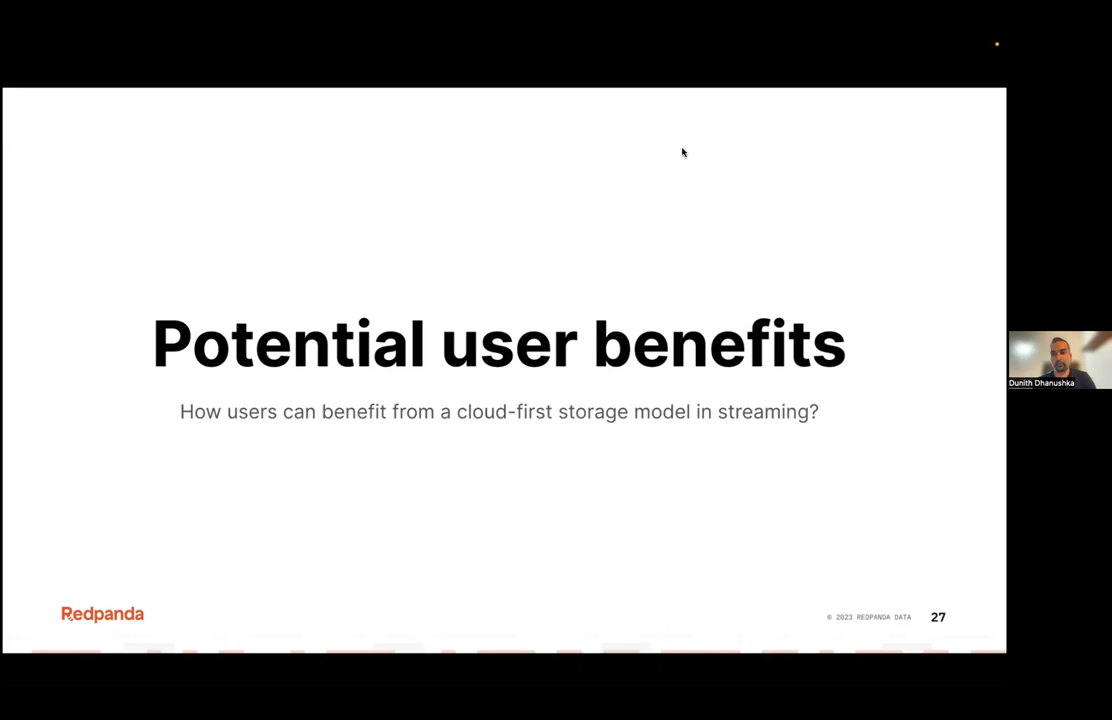 Potential user benefits
How users can benefit from a cloud-first storage model in streaming?
Dunith Dhanushka
Redpanda
© 2023 REDPANDA DATA
27